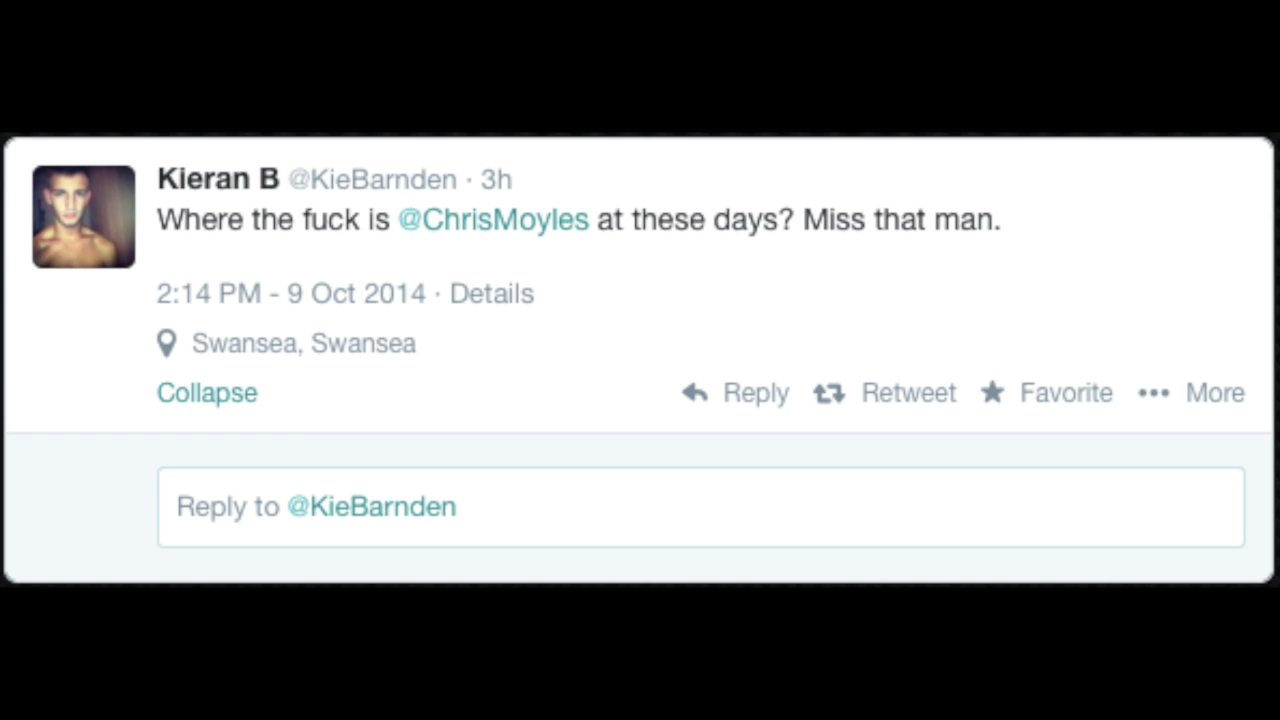 Kieran B @KieBarnden · 3h
Where the fuck is @ChrisMoyles at these days? Miss that man.
2:14 PM - 9 Oct 2014 · Details
Swansea, Swansea
Collapse Reply Retweet Favorite More
Reply to @KieBarnden